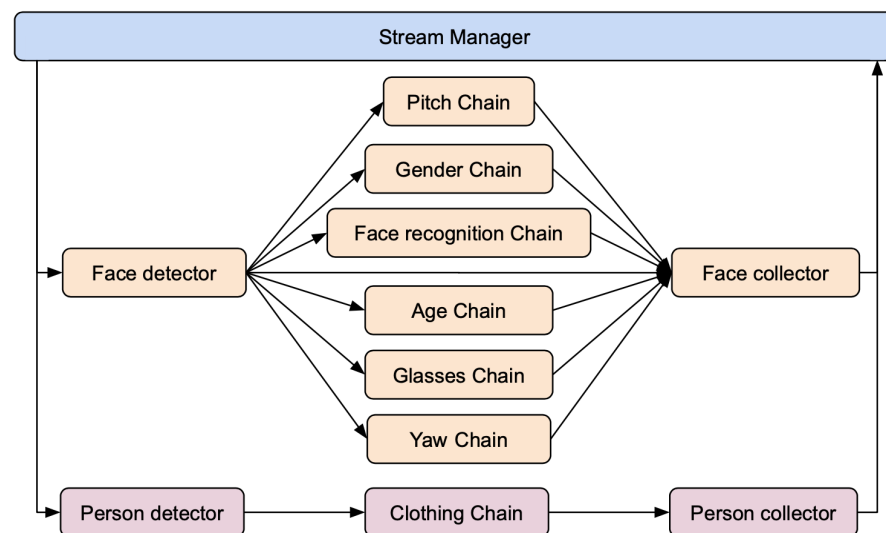 Stream Manager
Pitch Chain
Gender Chain
Face recognition Chain
Face detector
Face collector
Age Chain
Glasses Chain
Yaw Chain
Person detector
Clothing Chain
Person collector